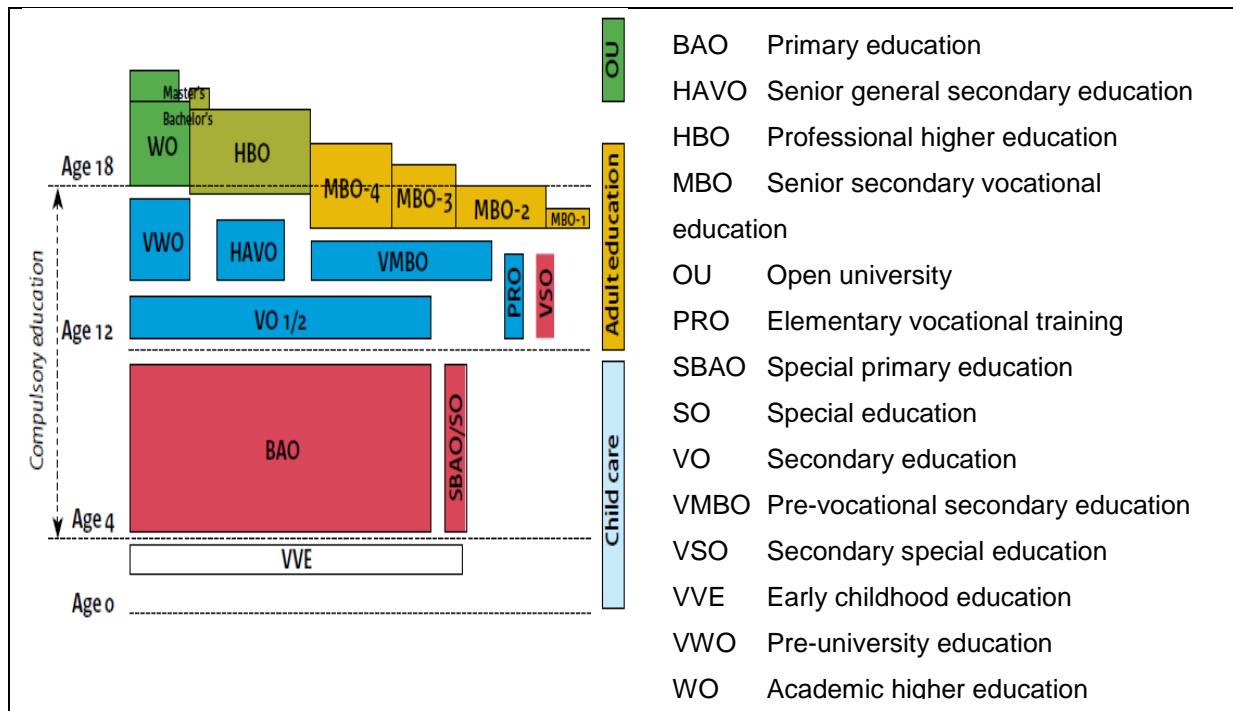 OU
Master's
Bachelor's
WO
HBO
Age 18
MBO-4
MBO-3
MBO-2
MBO-1
Adult education
VWO
HAVO
VMBO
PRO
VSO
Compulsory education
VO 1/2
Age 12
BAO
SBAO/SO
Child care
Age 4
VVE
Age 0
BAO Primary education
HAVO Senior general secondary education
HBO Professional higher education
MBO Senior secondary vocational
education
OU Open university
PRO Elementary vocational training
SBAO Special primary education
SO Special education
VO Secondary education
VMBO Pre-vocational secondary education
VSO Secondary special education
VVE Early childhood education
VWO Pre-university education
WO Academic higher education